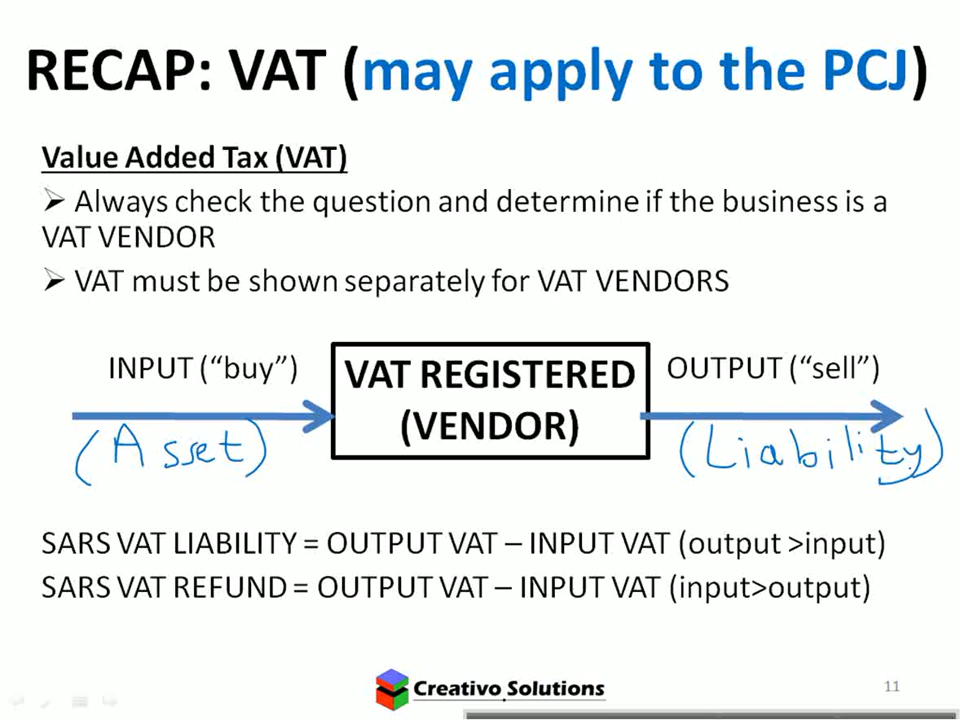 RECAP: VAT (may apply to the PCJ)
Value Added Tax (VAT)
➢ Always check the question and determine if the business is a
VAT VENDOR
➢ VAT must be shown separately for VAT VENDORS
INPUT (“buy”)
VAT REGISTERED
(VENDOR)
OUTPUT (“sell”)
(Asset)
(Liability)
SARS VAT LIABILITY = OUTPUT VAT – INPUT VAT (output >input)
SARS VAT REFUND = OUTPUT VAT – INPUT VAT (input>output)
Creativo Solutions
11